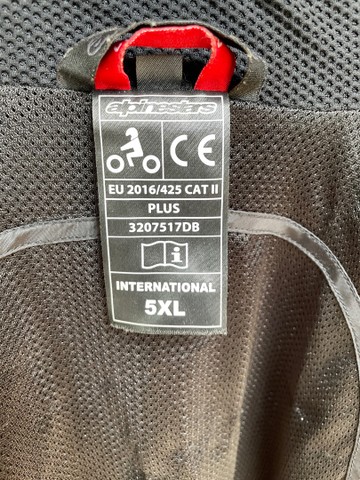 alpinestars
CE
EU 2016/425 CAT II
PLUS
3207517DB
i
INTERNATIONAL
5XL